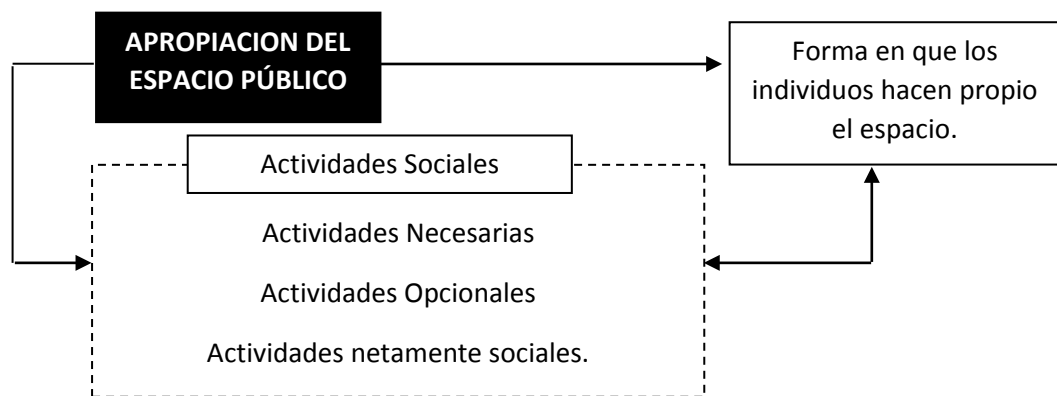 APROPIACION DEL
ESPACIO PÚBLICO
Forma en que los
individuos hacen propio
el espacio.
Actividades Sociales
Actividades Necesarias
Actividades Opcionales
Actividades netamente sociales.